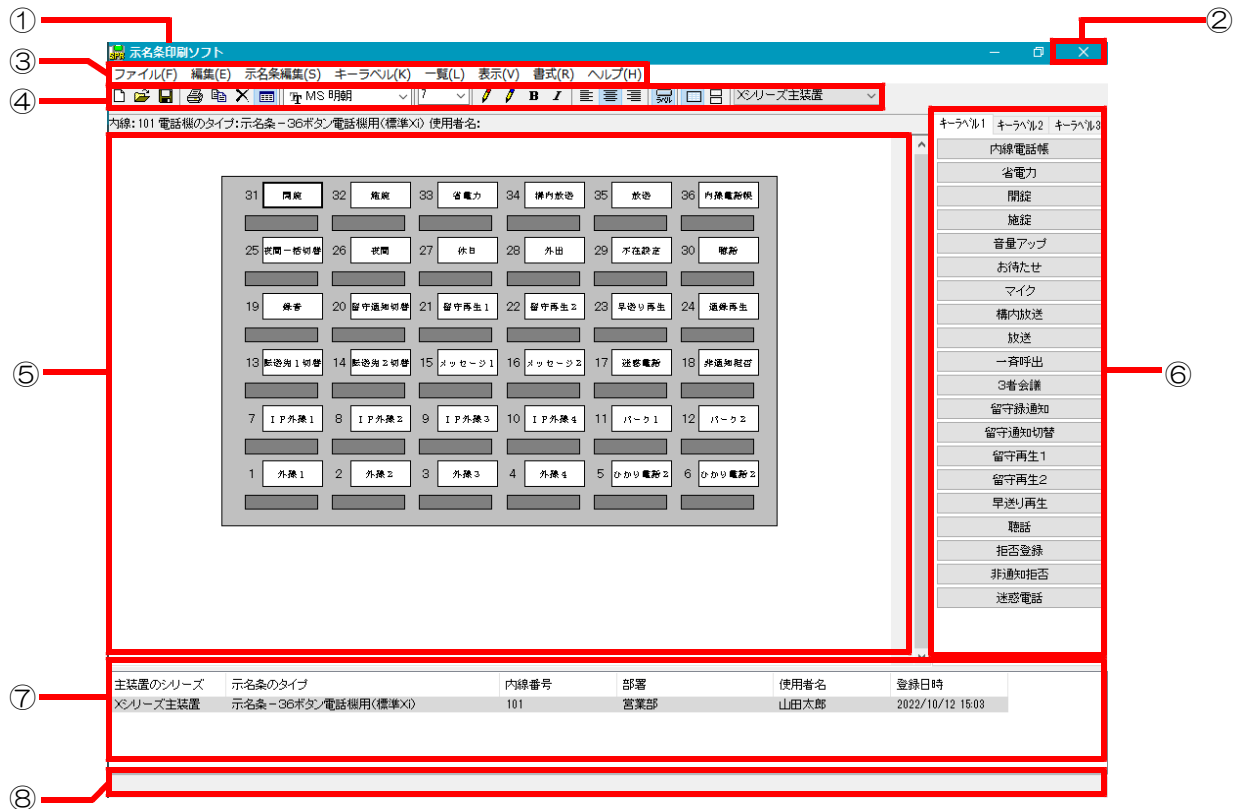 ①
②
示名条印刷ソフト
③
ファイル(F) 編集(E) 示名条編集(S) キーラベル(K) 一覧(L) 表示(V) 書式(R) ヘルプ(H)
④
MS 明朝 7 B I Xシリーズ主装置
内線: 101 電話機のタイプ:示名条-36ボタン電話機用(標準Xi) 使用者名:
キーラベル1 キーラベル2 キーラベル3
31 開錠 32 施錠 33 省電力 34 構内放送 35 放送 36 内線電話帳
25 夜間一括切替 26 夜間 27 休日 28 外出 29 不在設定 30 聴話
19 録音 20 留守通知切替 21 留守再生1 22 留守再生2 23 早送り再生 24 通録再生
13 転送先1切替 14 転送先2切替 15 メッセージ1 16 メッセージ2 17 迷惑電話 18 非通知拒否
7 IP外線1 8 IP外線2 9 IP外線3 10 IP外線4 11 パーク1 12 パーク2
1 外線1 2 外線2 3 外線3 4 外線4 5 ひかり電話2 6 ひかり電話2
⑤
内線電話帳
省電力
開錠
施錠
音量アップ
お待たせ
マイク
構内放送
放送
一斉呼出
3者会議
留守録通知
留守通知切替
留守再生1
留守再生2
早送り再生
聴話
拒否登録
非通知拒否
迷惑電話
⑥
⑦
主装置のシリーズ 示名条のタイプ 内線番号 部署 使用者名 登録日時
Xシリーズ主装置 示名条-36ボタン電話機用(標準Xi) 101 営業部 山田太郎 2022/10/12 15:03
⑧